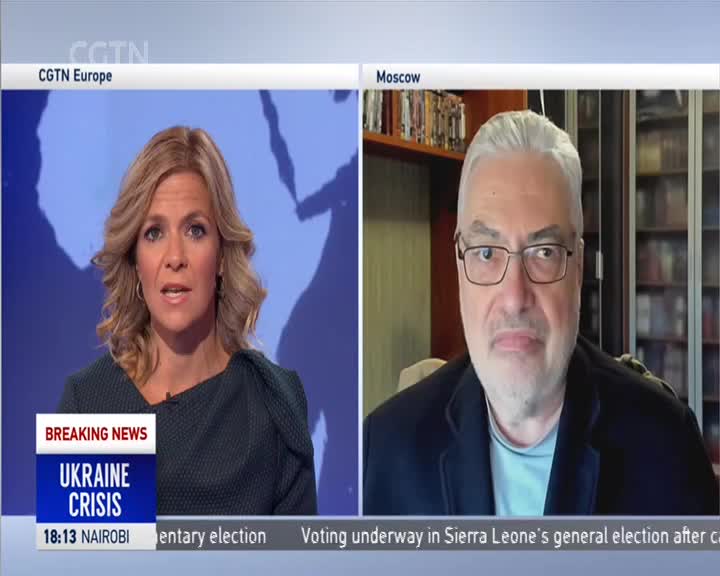 CGTN
CGTN Europe
Moscow
BREAKING NEWS
UKRAINE
CRISIS
18:13 NAIROBI
election
Voting underway in Sierra Leone's general election after